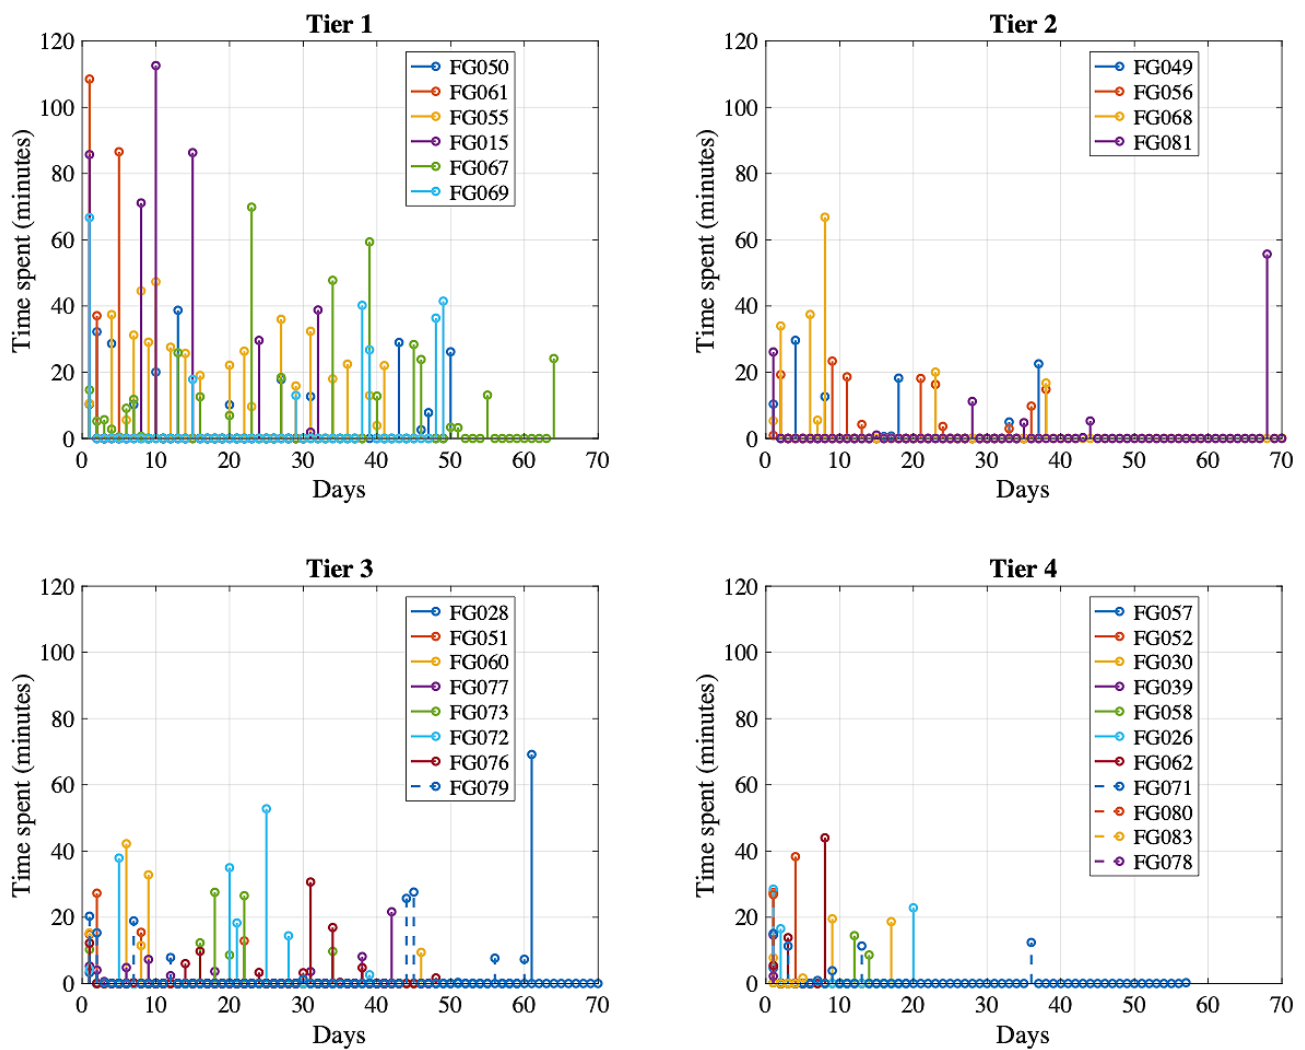 Tier 1
120
100
80
60
40
20
0
Time spent (minutes)
0 10 20 30 40 50 60 70
Days
FG050
FG061
FG055
FG015
FG067
FG069
Tier 2
120
100
80
60
40
20
0
Time spent (minutes)
0 10 20 30 40 50 60 70
Days
FG049
FG056
FG068
FG081
Tier 3
120
100
80
60
40
20
0
Time spent (minutes)
0 10 20 30 40 50 60 70
Days
FG028
FG051
FG060
FG077
FG073
FG072
FG076
FG079
Tier 4
120
100
80
60
40
20
0
Time spent (minutes)
0 10 20 30 40 50 60 70
Days
FG057
FG052
FG030
FG039
FG058
FG026
FG062
FG071
FG080
FG083
FG078